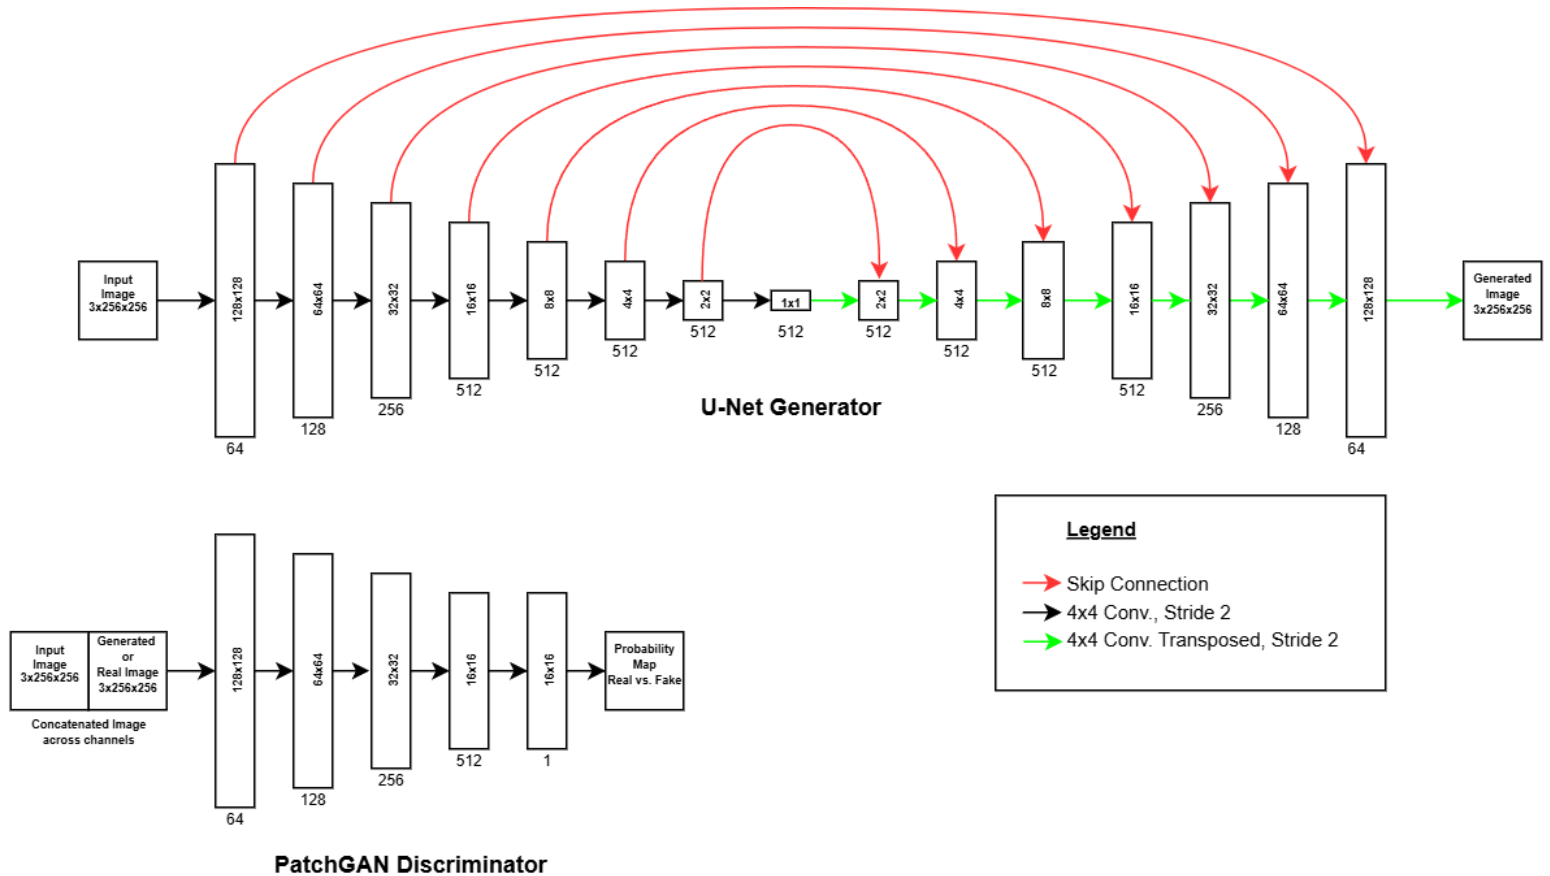 Input
Image
3x256x256
128x128
64
64x64
128
32x32
256
16x16
512
8x8
512
4x4
512
2x2
512
1x1
512
2x2
512
4x4
512
8x8
512
16x16
512
32x32
256
64x64
128
128x128
64
Generated
Image
3x256x256
U-Net Generator
Legend
Skip Connection
4x4 Conv., Stride 2
4x4 Conv. Transposed, Stride 2
Input
Image
3x256x256
Generated
or
Real Image
3x256x256
Concatenated Image
across channels
128x128
64
64x64
128
32x32
256
16x16
512
16x16
1
Probability
Map
Real vs. Fake
PatchGAN Discriminator